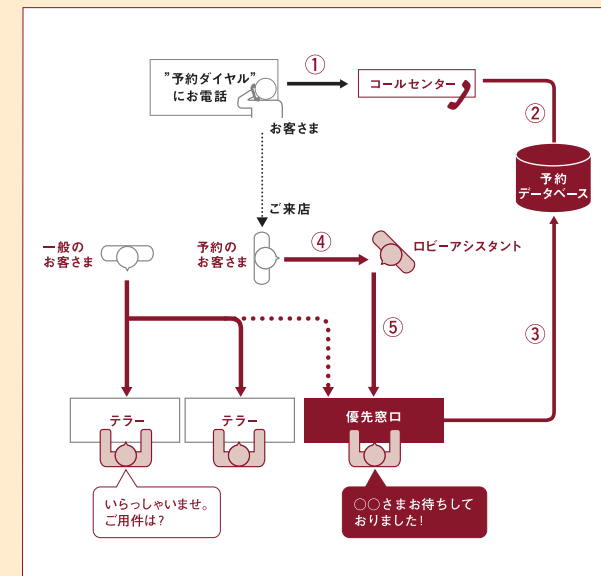 ”予約ダイヤル”
にお電話
①
コールセンター
②
お客さま
予約
データベース
ご来店
一般の
お客さま
予約の
お客さま
④
ロビーアシスタント
⑤
③
テラー
テラー
優先窓口
いらっしゃいませ。
ご用件は?
○○さまお待ちして
おりました!